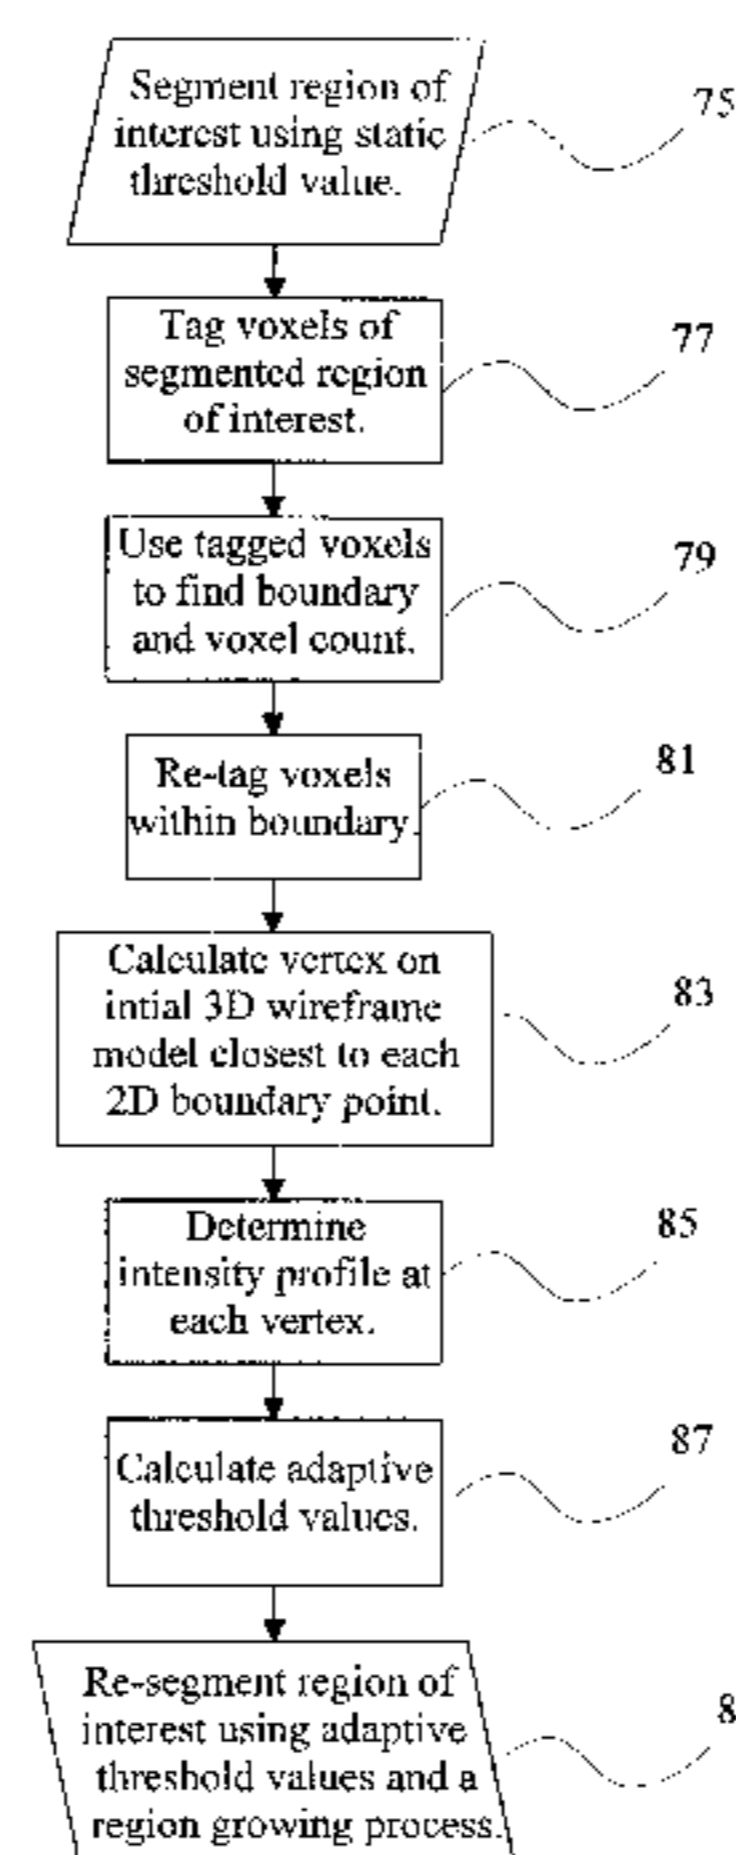 Segment region of
interest using static
threshold value.
75
Tag voxels of
segmented region
of interest.
77
Use tagged voxels
to find boundary
and voxel count.
79
Re-tag voxels
within boundary.
81
Calculate vertex on
intial 3D wireframe
model closest to each
2D boundary point.
83
Determine
intensity profile at
each vertex.
85
Calculate adaptive
threshold values.
87
Re-segment region of
interest using adaptive
threshold values and a
region growing process.
8